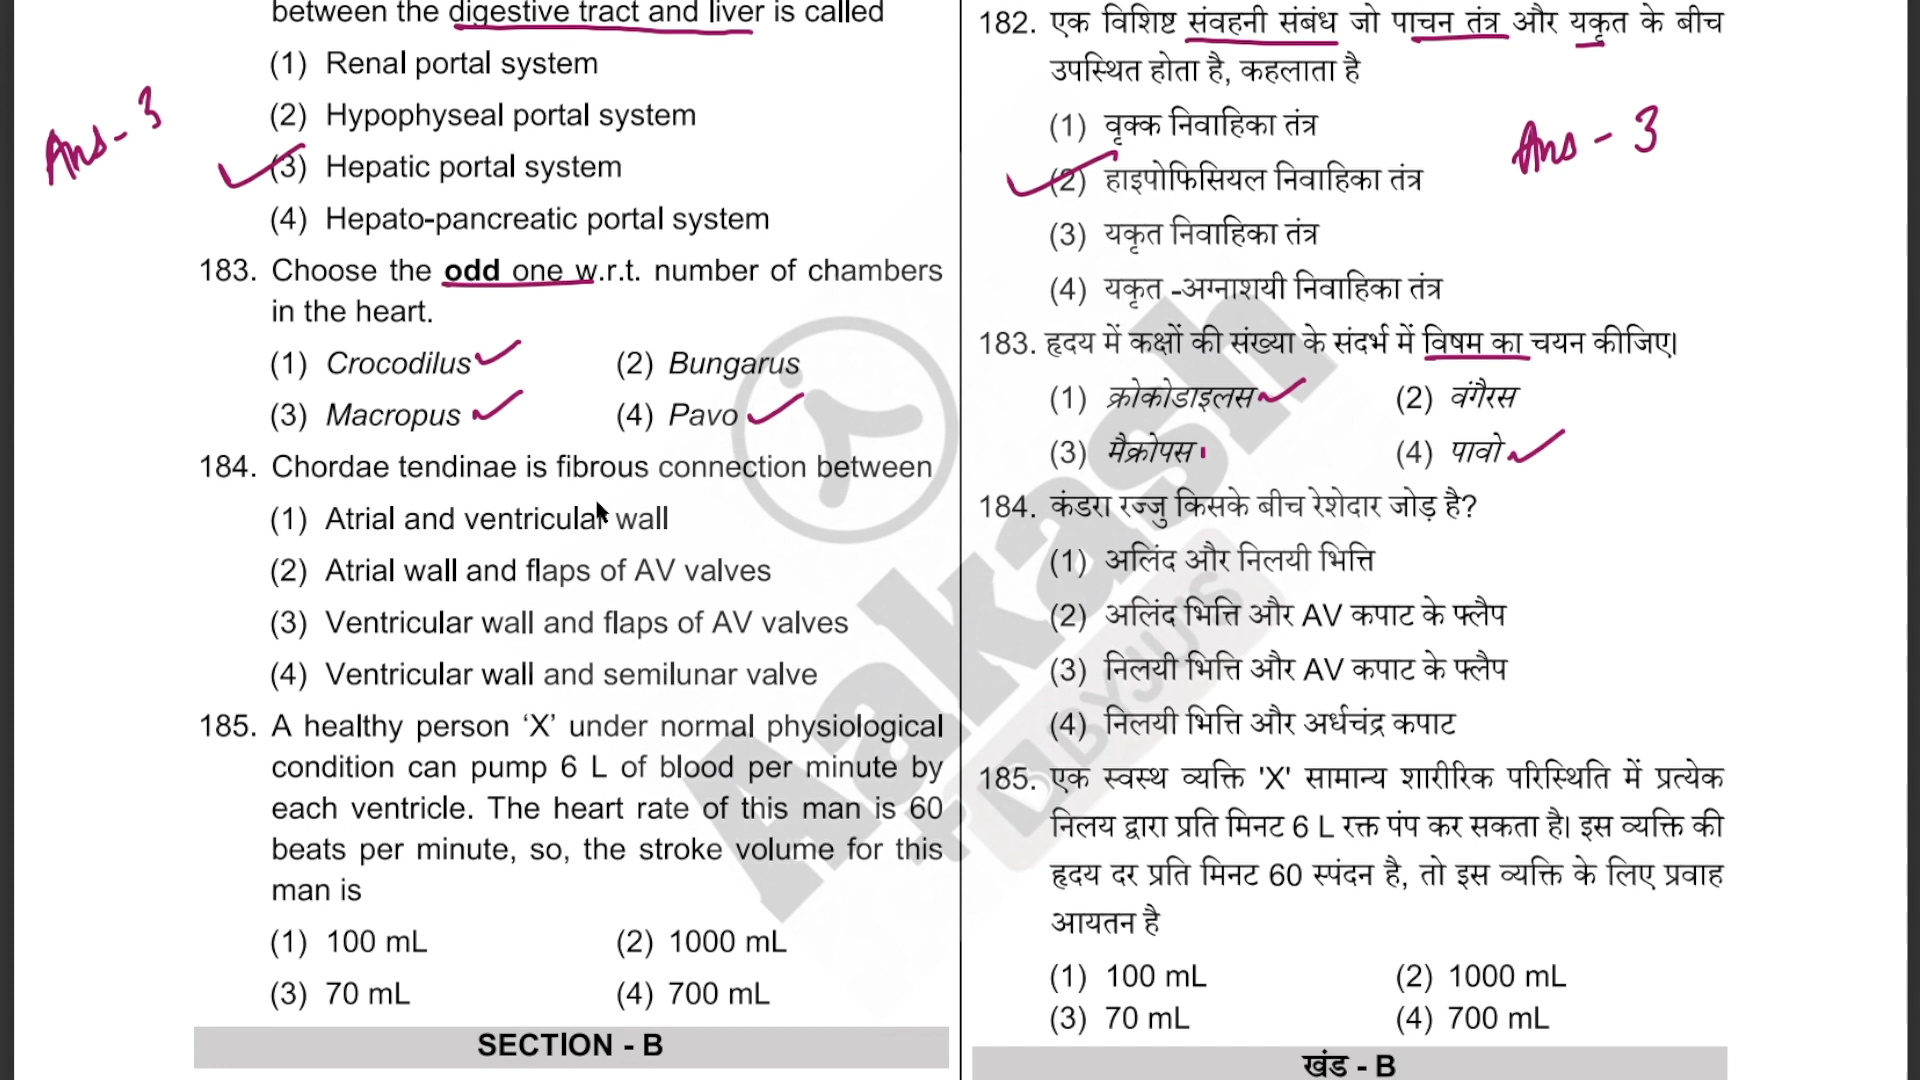 between the digestive tract and liver is called
(1) Renal portal system
(2) Hypophyseal portal system
Ans - 3
(3) Hepatic portal system
(4) Hepato-pancreatic portal system
183. Choose the odd one w.r.t. number of chambers
in the heart.
(1) Crocodilus (2) Bungarus
(3) Macropus (4) Pavo
184. Chordae tendinae is fibrous connection between
(1) Atrial and ventricular wall
(2) Atrial wall and flaps of AV valves
(3) Ventricular wall and flaps of AV valves
(4) Ventricular wall and semilunar valve
185. A healthy person ‘X’ under normal physiological
condition can pump 6 L of blood per minute by
each ventricle. The heart rate of this man is 60
beats per minute, so, the stroke volume for this
man is
(1) 100 mL (2) 1000 mL
(3) 70 mL (4) 700 mL
SECTION - B
182. एक विशिष्ट संवहनी संबंध जो पाचन तंत्र और यकृत के बीच
उपस्थित होता है, कहलाता है
(1) वृक्क निवाहिका तंत्र
Ans - 3
(2) हाइपोफिसियल निवाहिका तंत्र
(3) यकृत निवाहिका तंत्र
(4) यकृत -अग्नाशयी निवाहिका तंत्र
183. हृदय में कक्षों की संख्या के संदर्भ में विषम का चयन कीजिए।
(1) क्रोकोडाइलस (2) वंगैरस
(3) मैक्रोपस (4) पावो
184. कंडरा रज्जु किसके बीच रेशेदार जोड़ है?
(1) अलिंद और निलयी भित्ति
(2) अलिंद भित्ति और AV कपाट के फ्लैप
(3) निलयी भित्ति और AV कपाट के फ्लैप
(4) निलयी भित्ति और अर्धचंद्र कपाट
185. एक स्वस्थ व्यक्ति 'X' सामान्य शारीरिक परिस्थिति में प्रत्येक
निलय द्वारा प्रति मिनट 6 L रक्त पंप कर सकता है। इस व्यक्ति की
हृदय दर प्रति मिनट 60 स्पंदन है, तो इस व्यक्ति के लिए प्रवाह
आयतन है
(1) 100 mL (2) 1000 mL
(3) 70 mL (4) 700 mL
खंड - B
Aakash
BYJU'S